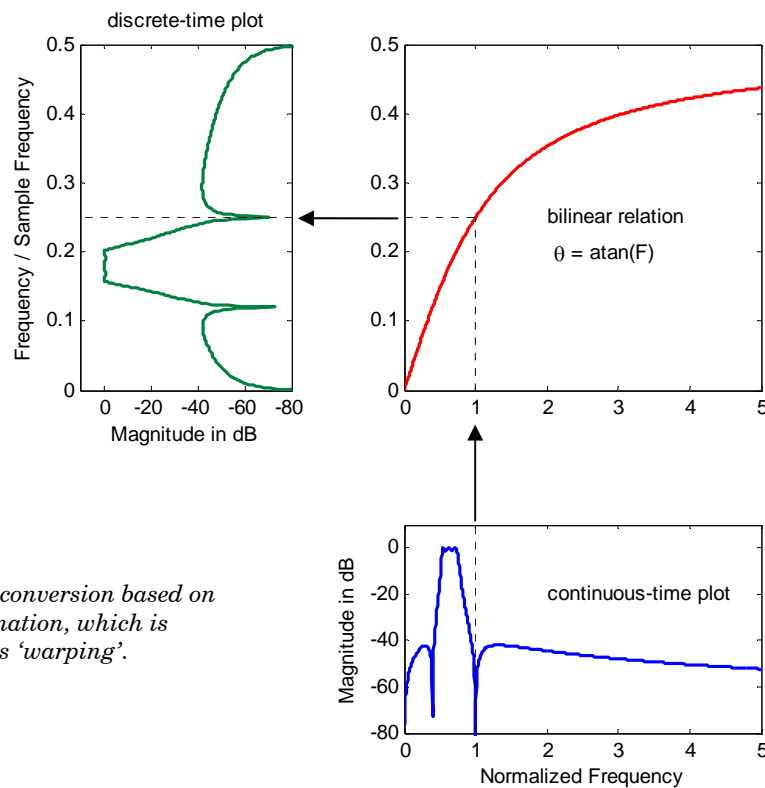 discrete-time plot
0.5
0.4
0.3
0.2
0.1
0
Frequency / Sample Frequency
0 -20 -40 -60 -80
Magnitude in dB
0.5
0.4
0.3
0.2
0.1
0
bilinear relation
θ = atan(F)
0 1 2 3 4 5
conversion based on
nation, which is
s ‘warping’.
0
-20
-40
-60
-80
Magnitude in dB
continuous-time plot
0 1 2 3 4 5
Normalized Frequency